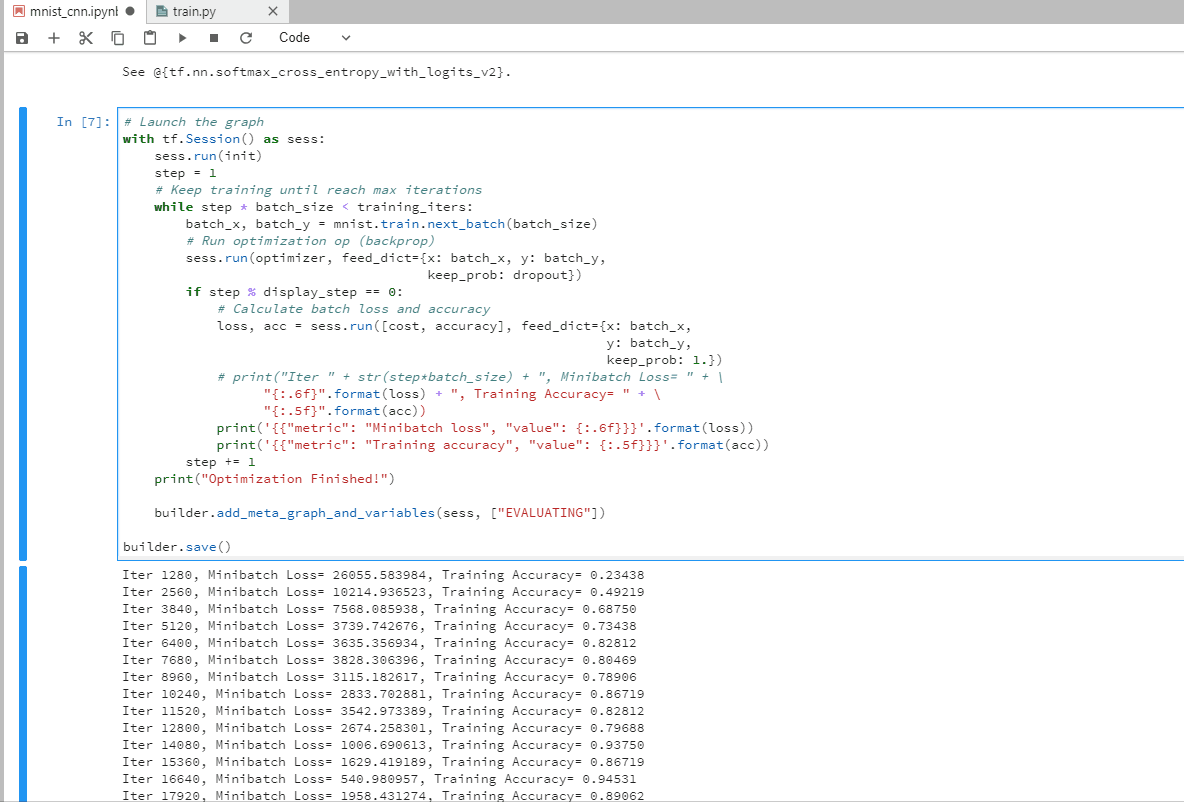 mnist_cnn.ipynb train.py
Code
See @{tf.nn.softmax_cross_entropy_with_logits_v2}.
In [7]:
# Launch the graph
with tf.Session() as sess:
    sess.run(init)
    step = 1
    # Keep training until reach max iterations
    while step * batch_size < training_iters:
        batch_x, batch_y = mnist.train.next_batch(batch_size)
        # Run optimization op (backprop)
        sess.run(optimizer, feed_dict={x: batch_x, y: batch_y,
                                       keep_prob: dropout})
        if step % display_step == 0:
            # Calculate batch loss and accuracy
            loss, acc = sess.run([cost, accuracy], feed_dict={x: batch_x,
                                                              y: batch_y,
                                                              keep_prob: 1.})
            # print("Iter " + str(step*batch_size) + ", Minibatch Loss= " + \
                  "{:.6f}".format(loss) + ", Training Accuracy= " + \
                  "{:.5f}".format(acc))
            print('{{"metric": "Minibatch loss", "value": {:.6f}}}'.format(loss))
            print('{{"metric": "Training accuracy", "value": {:.5f}}}'.format(acc))
        step += 1
    print("Optimization Finished!")
    builder.add_meta_graph_and_variables(sess, ["EVALUATING"])
builder.save()
Iter 1280, Minibatch Loss= 26055.583984, Training Accuracy= 0.23438
Iter 2560, Minibatch Loss= 10214.936523, Training Accuracy= 0.49219
Iter 3840, Minibatch Loss= 7568.085938, Training Accuracy= 0.68750
Iter 5120, Minibatch Loss= 3739.742676, Training Accuracy= 0.73438
Iter 6400, Minibatch Loss= 3635.356934, Training Accuracy= 0.82812
Iter 7680, Minibatch Loss= 3828.306396, Training Accuracy= 0.80469
Iter 8960, Minibatch Loss= 3115.182617, Training Accuracy= 0.78906
Iter 10240, Minibatch Loss= 2833.702881, Training Accuracy= 0.86719
Iter 11520, Minibatch Loss= 3542.973389, Training Accuracy= 0.82812
Iter 12800, Minibatch Loss= 2674.258301, Training Accuracy= 0.79688
Iter 14080, Minibatch Loss= 1006.690613, Training Accuracy= 0.93750
Iter 15360, Minibatch Loss= 1629.419189, Training Accuracy= 0.86719
Iter 16640, Minibatch Loss= 540.980957, Training Accuracy= 0.94531
Iter 17920, Minibatch Loss= 1958.431274, Training Accuracy= 0.89062